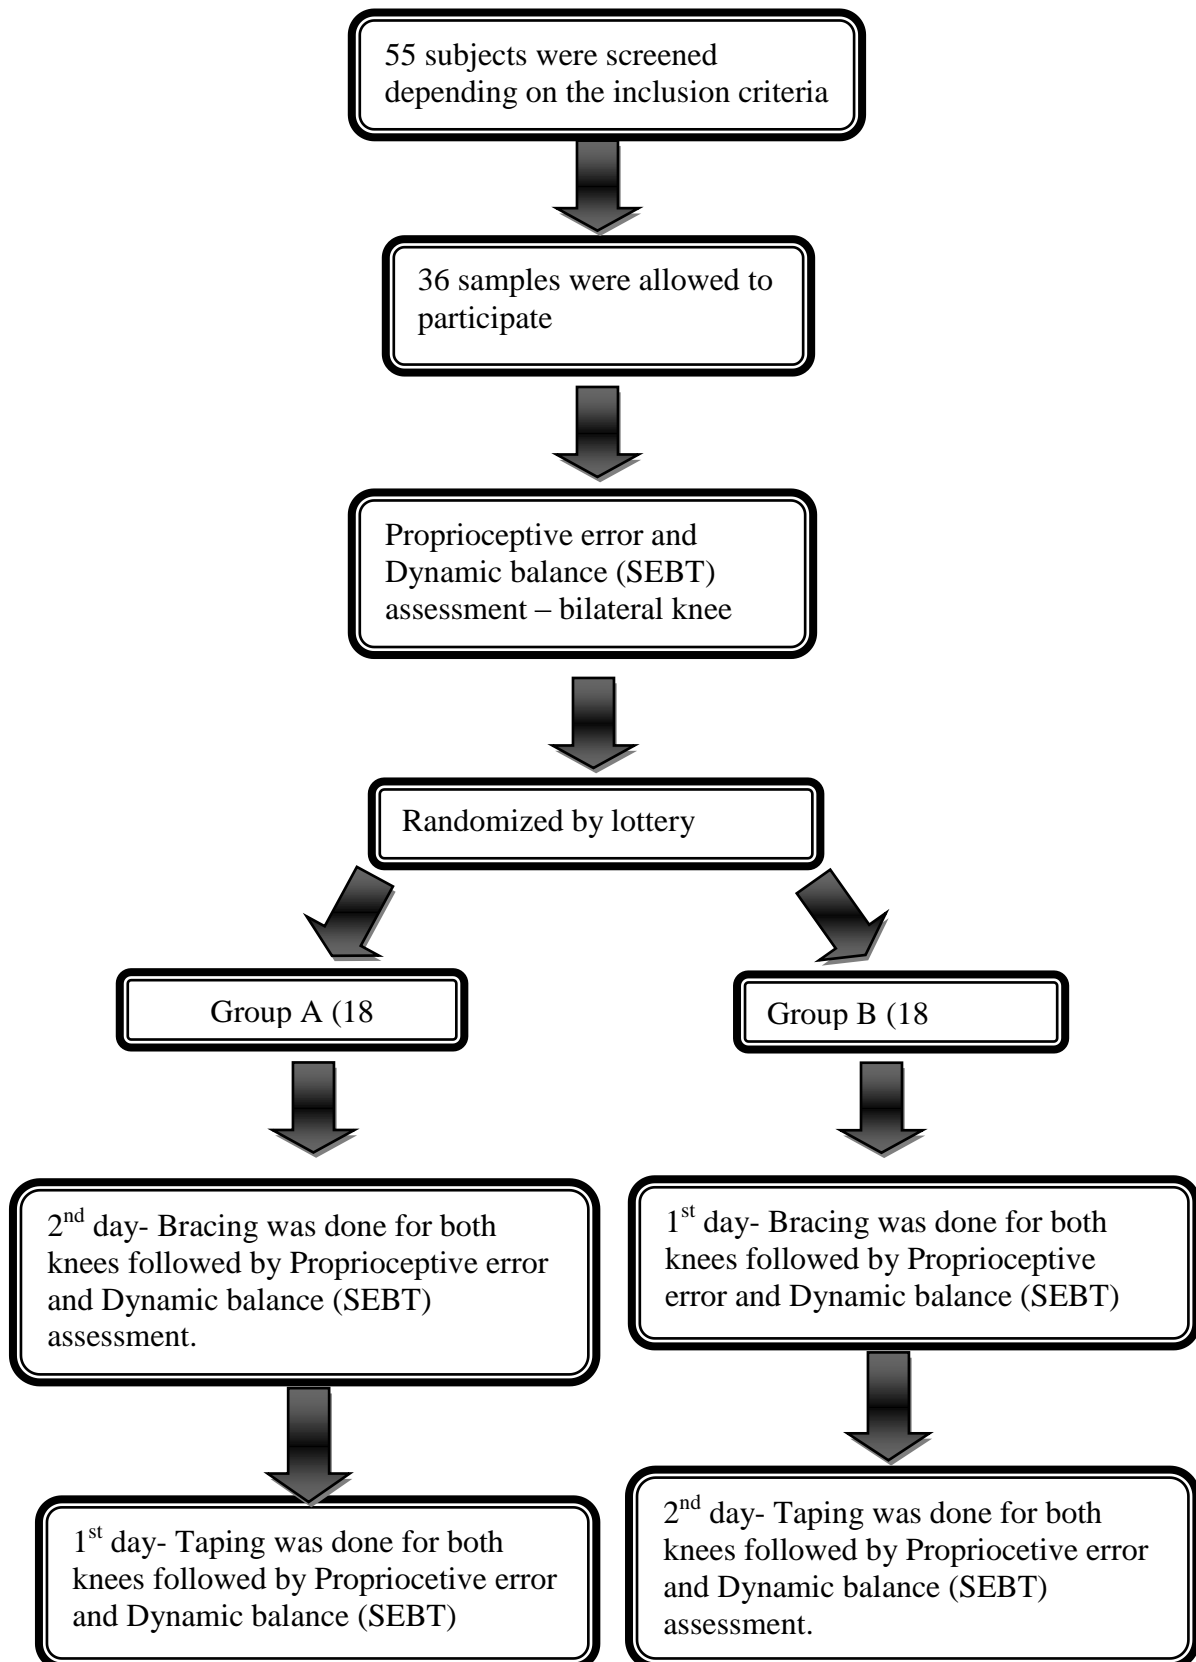 55 subjects were screened
depending on the inclusion criteria
36 samples were allowed to
participate
Proprioceptive error and
Dynamic balance (SEBT)
assessment – bilateral knee
Randomized by lottery
Group A (18
Group B (18
2nd day- Bracing was done for both
knees followed by Proprioceptive error
and Dynamic balance (SEBT)
assessment.
1st day- Bracing was done for both
knees followed by Proprioceptive
error and Dynamic balance (SEBT)
1st day- Taping was done for both
knees followed by Propriocetive error
and Dynamic balance (SEBT)
2nd day- Taping was done for both
knees followed by Propriocetive error
and Dynamic balance (SEBT)
assessment.